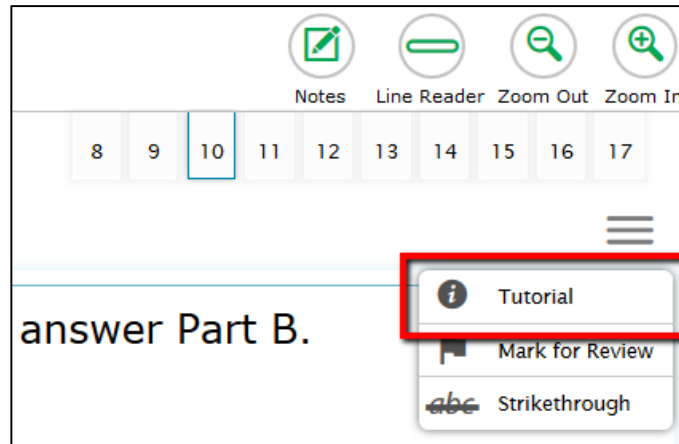 Notes Line Reader Zoom Out Zoom In
8 9 10 11 12 13 14 15 16 17
Tutorial
answer Part B.
Mark for Review
abc Strikethrough